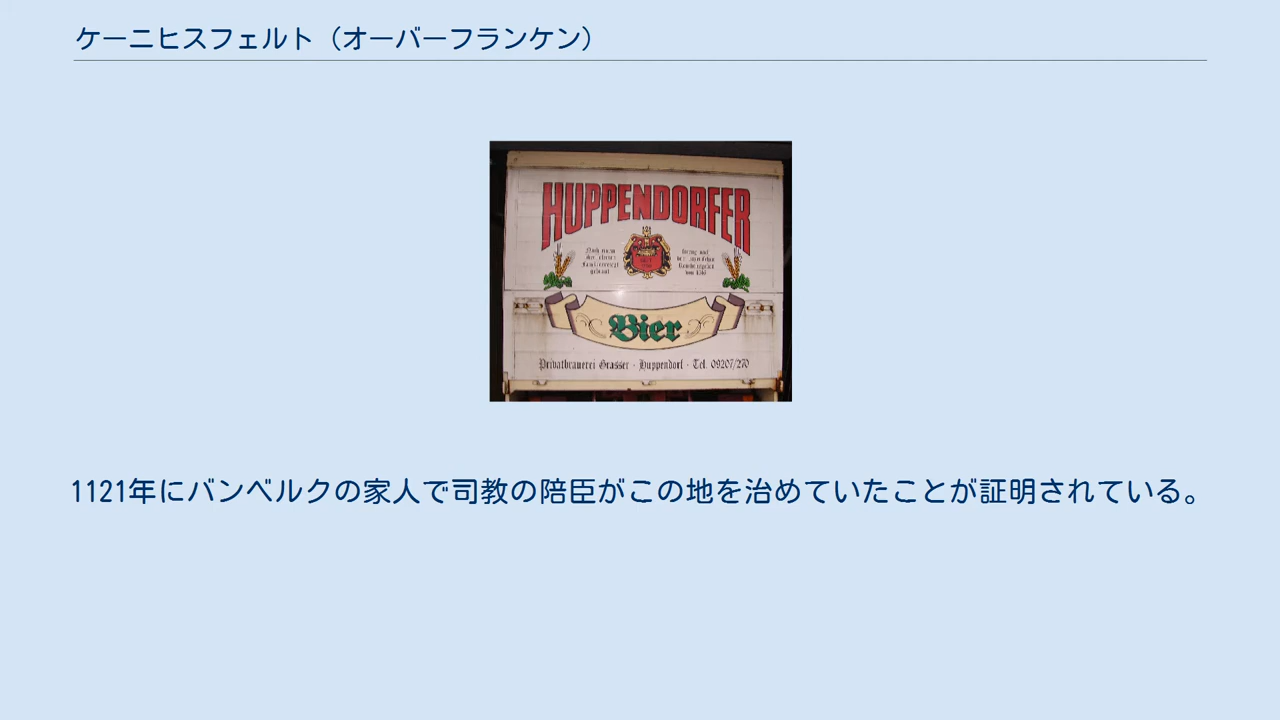 ケーニヒスフェルト（オーバーフランケン）
HUPPENDORFER
Bier
Privatbrauerei Grasser · Huppendorf · Tel. 09207/270
1121年にバンベルクの家人で司教の陪臣がこの地を治めていたことが証明されている。